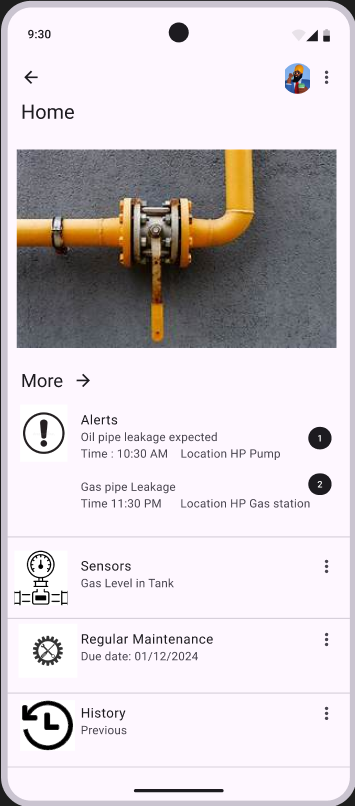 9:30
Home
More
Alerts
Oil pipe leakage expected
Time : 10:30 AM Location HP Pump
1
Gas pipe Leakage
Time 11:30 PM Location HP Gas station
2
Sensors
Gas Level in Tank
Regular Maintenance
Due date: 01/12/2024
History
Previous